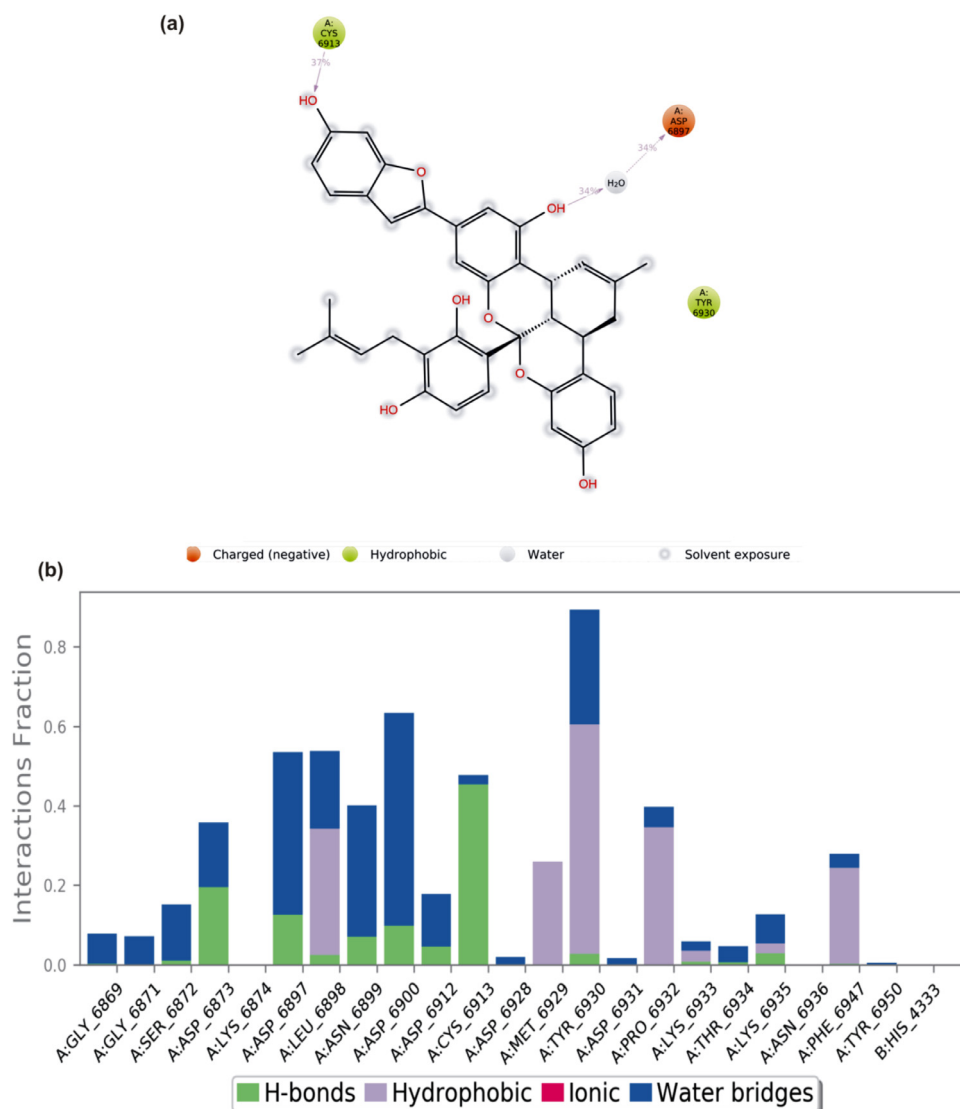 (a)
A:
CYS
6913
37%
HO
A:
ASP
6897
34%
H₂O
34%
OH
O
A:
TYR
6930
OH
O
O
HO
OH
Charged (negative) Hydrophobic Water Solvent exposure
(b)
Interactions Fraction
0.8
0.6
0.4
0.2
0.0
A:GLY_6869
A:GLY_6871
A:SER_6872
A:ASP_6873
A:LYS_6874
A:ASP_6897
A:LEU_6898
A:ASN_6899
A:ASP_6900
A:ASP_6912
A:CYS_6913
A:ASP_6928
A:MET_6929
A:TYR_6930
A:ASP_6931
A:PRO_6932
A:LYS_6933
A:THR_6934
A:LYS_6935
A:ASN_6936
A:PHE_6947
A:TYR_6950
B:HIS_4333
H-bonds Hydrophobic Ionic Water bridges